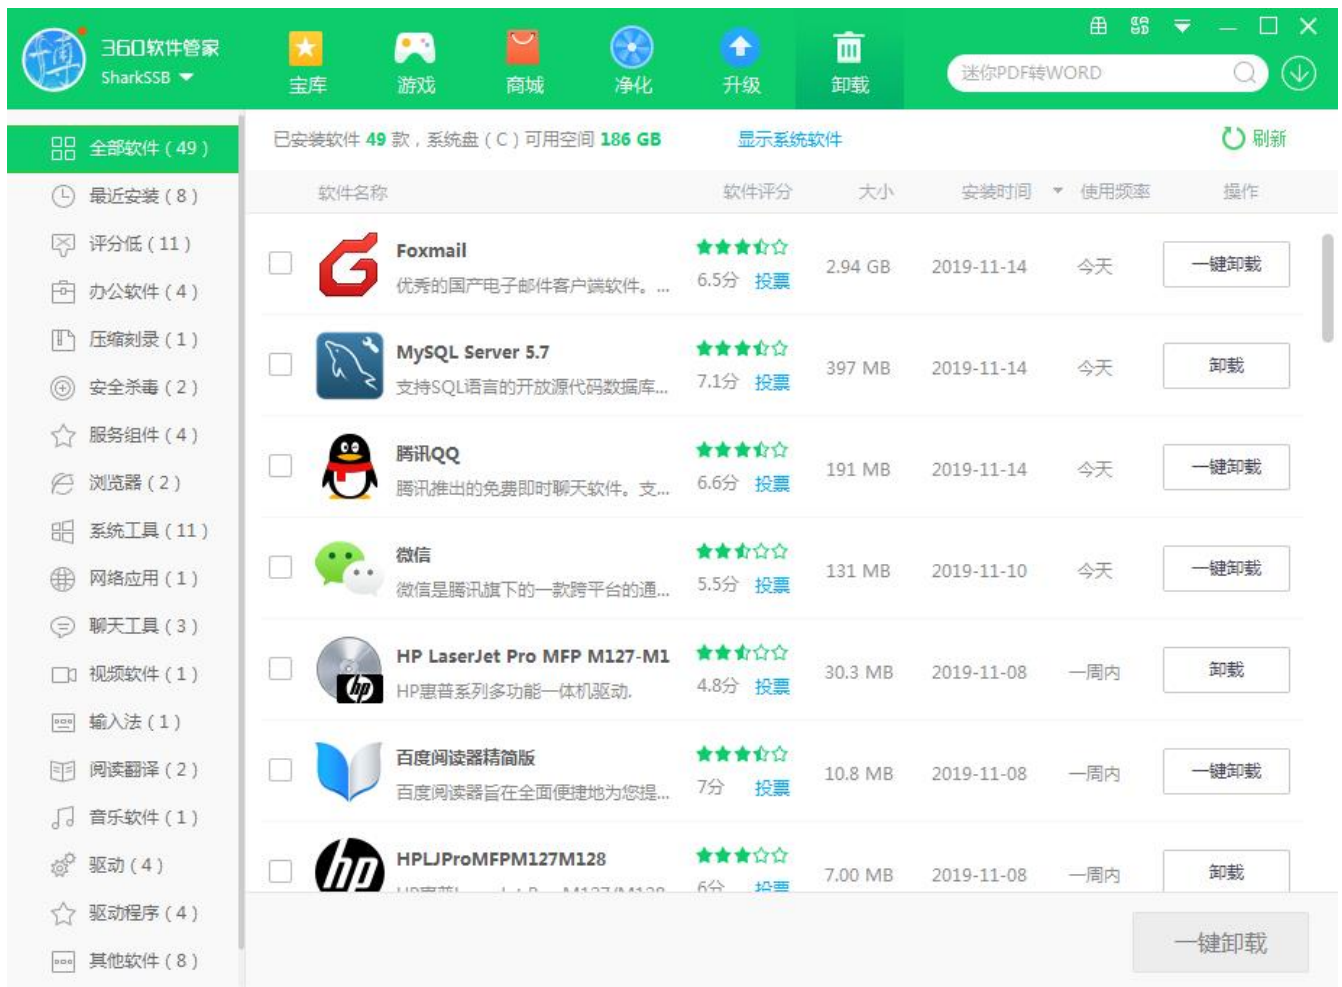 360软件管家
SharkSSB
宝库
游戏
商城
净化
升级
卸载
迷你PDF转WORD
已安装软件 49 款，系统盘（C）可用空间 186 GB
显示系统软件
刷新
全部软件（49）
最近安装（8）
评分低（11）
办公软件（4）
压缩刻录（1）
安全杀毒（2）
服务组件（4）
浏览器（2）
系统工具（11）
网络应用（1）
聊天工具（3）
视频软件（1）
输入法（1）
阅读翻译（2）
音乐软件（1）
驱动（4）
驱动程序（4）
其他软件（8）
软件名称 软件评分 大小 安装时间 使用频率 操作
Foxmail
优秀的国产电子邮件客户端软件。...
6.5分 投票
2.94 GB 2019-11-14 今天 一键卸载
MySQL Server 5.7
支持SQL语言的开放源代码数据库...
7.1分 投票
397 MB 2019-11-14 今天 卸载
腾讯QQ
腾讯推出的免费即时聊天软件。支...
6.6分 投票
191 MB 2019-11-14 今天 一键卸载
微信
微信是腾讯旗下的一款跨平台的通...
5.5分 投票
131 MB 2019-11-10 今天 一键卸载
hp
HP LaserJet Pro MFP M127-M1
HP惠普系列多功能一体机驱动.
4.8分 投票
30.3 MB 2019-11-08 一周内 卸载
百度阅读器精简版
百度阅读器旨在全面便捷地为您提...
7分 投票
10.8 MB 2019-11-08 一周内 一键卸载
hp
HPLJProMFPM127M128
6分 投票
7.00 MB 2019-11-08 一周内 卸载
一键卸载